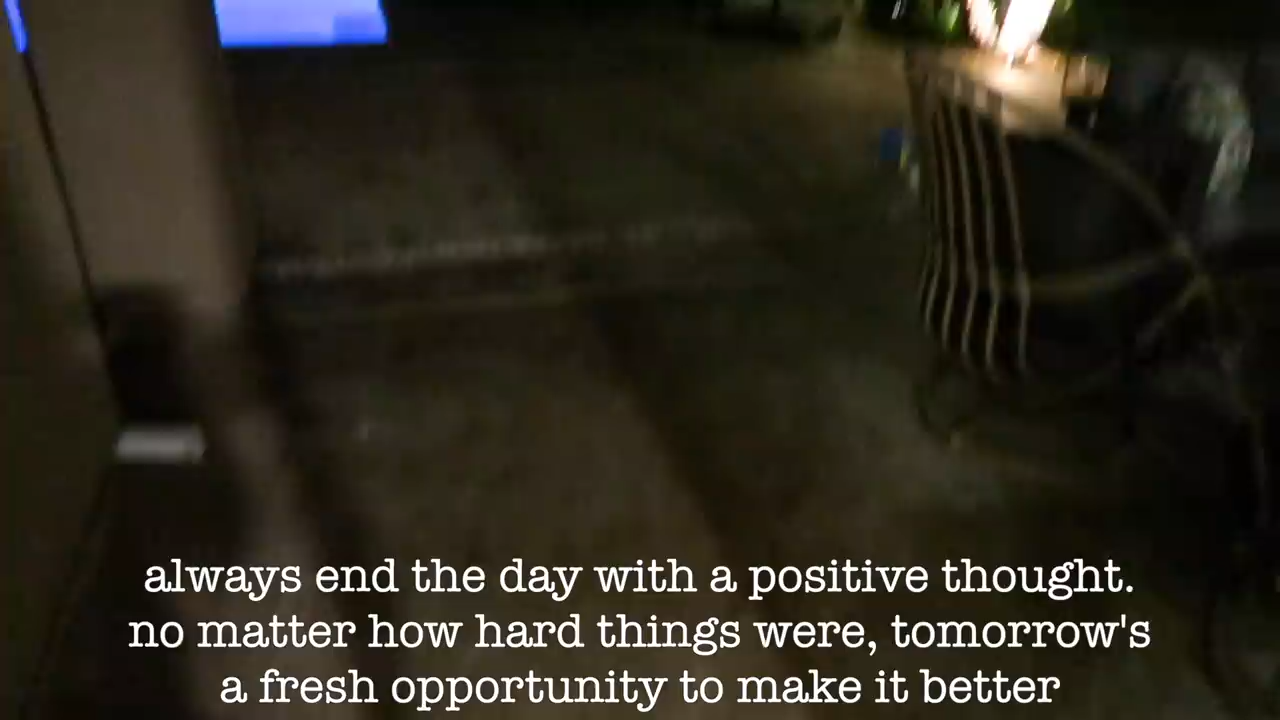 always end the day with a positive thought.
no matter how hard things were, tomorrow's
a fresh opportunity to make it better